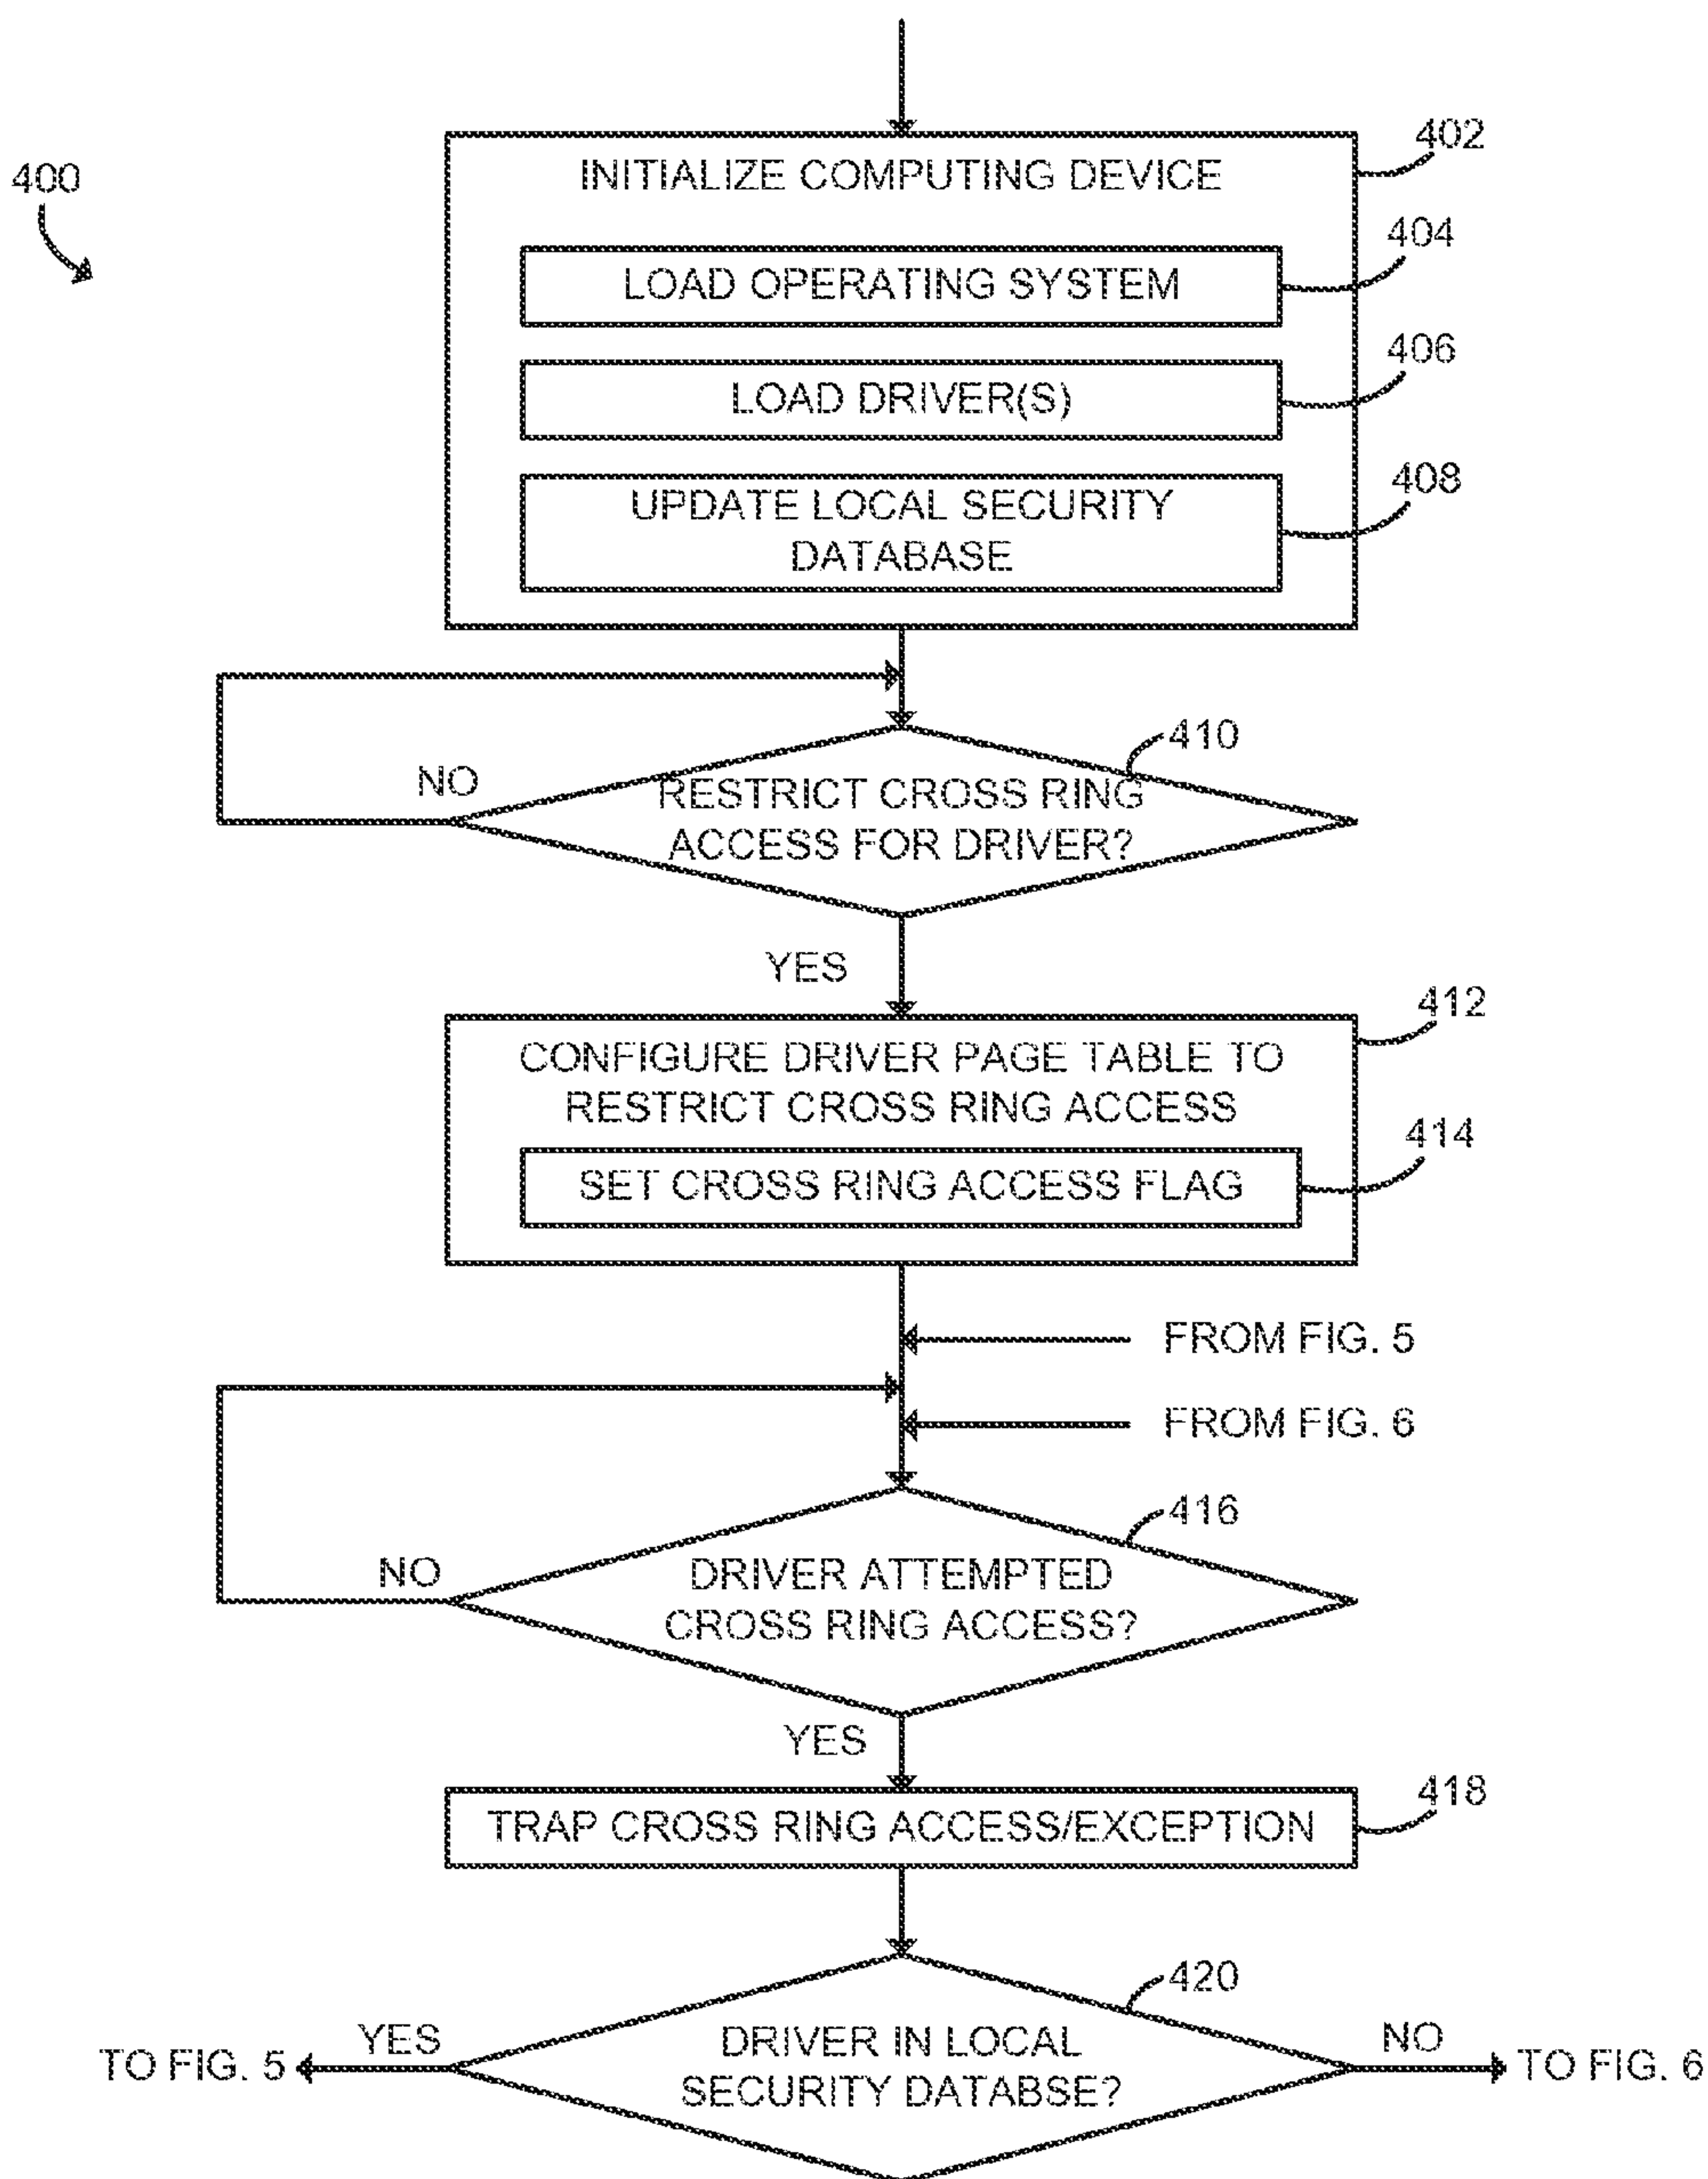 400
402
INITIALIZE COMPUTING DEVICE
404
LOAD OPERATING SYSTEM
406
LOAD DRIVER(S)
408
UPDATE LOCAL SECURITY
DATABASE
410
NO
RESTRICT CROSS RING
ACCESS FOR DRIVER?
YES
412
CONFIGURE DRIVER PAGE TABLE TO
RESTRICT CROSS RING ACCESS
414
SET CROSS RING ACCESS FLAG
FROM FIG. 5
FROM FIG. 6
416
NO
DRIVER ATTEMPTED
CROSS RING ACCESS?
YES
418
TRAP CROSS RING ACCESS/EXCEPTION
420
YES
NO
TO FIG. 5
DRIVER IN LOCAL
SECURITY DATABSE?
TO FIG. 6